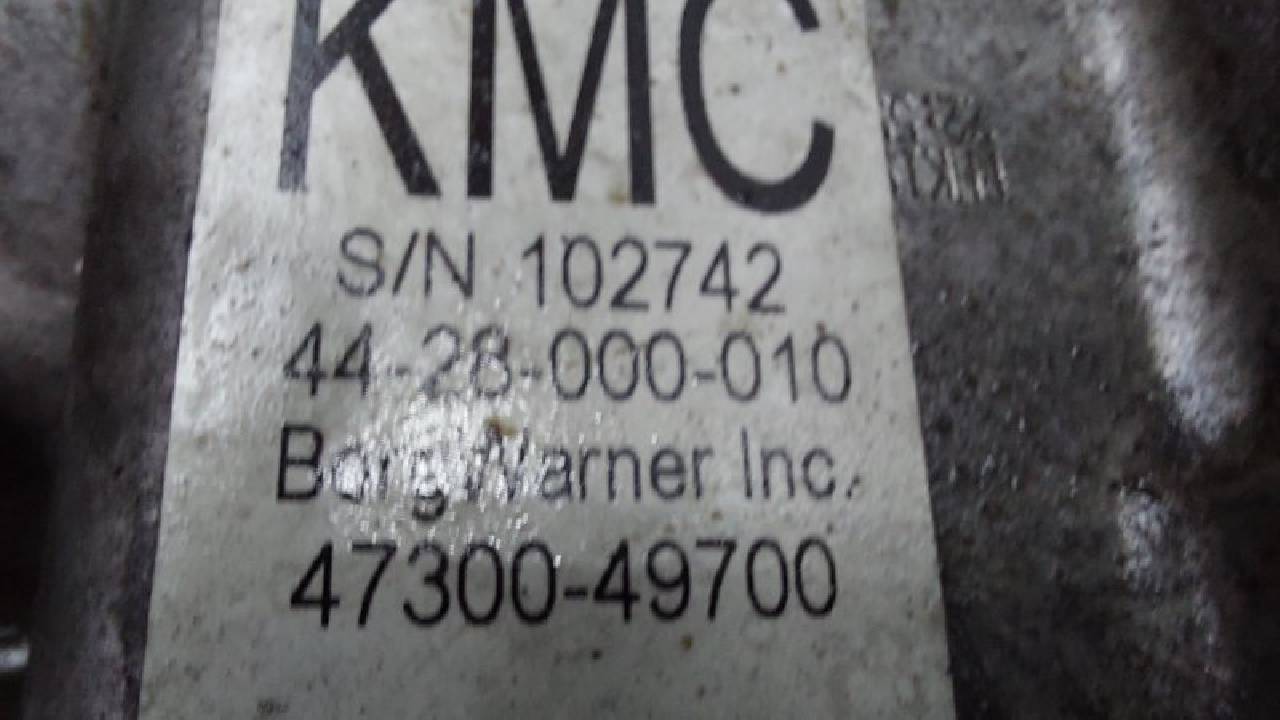 KMC
S/N 102742
44-28-000-010
BorgWarner Inc.
47300-49700